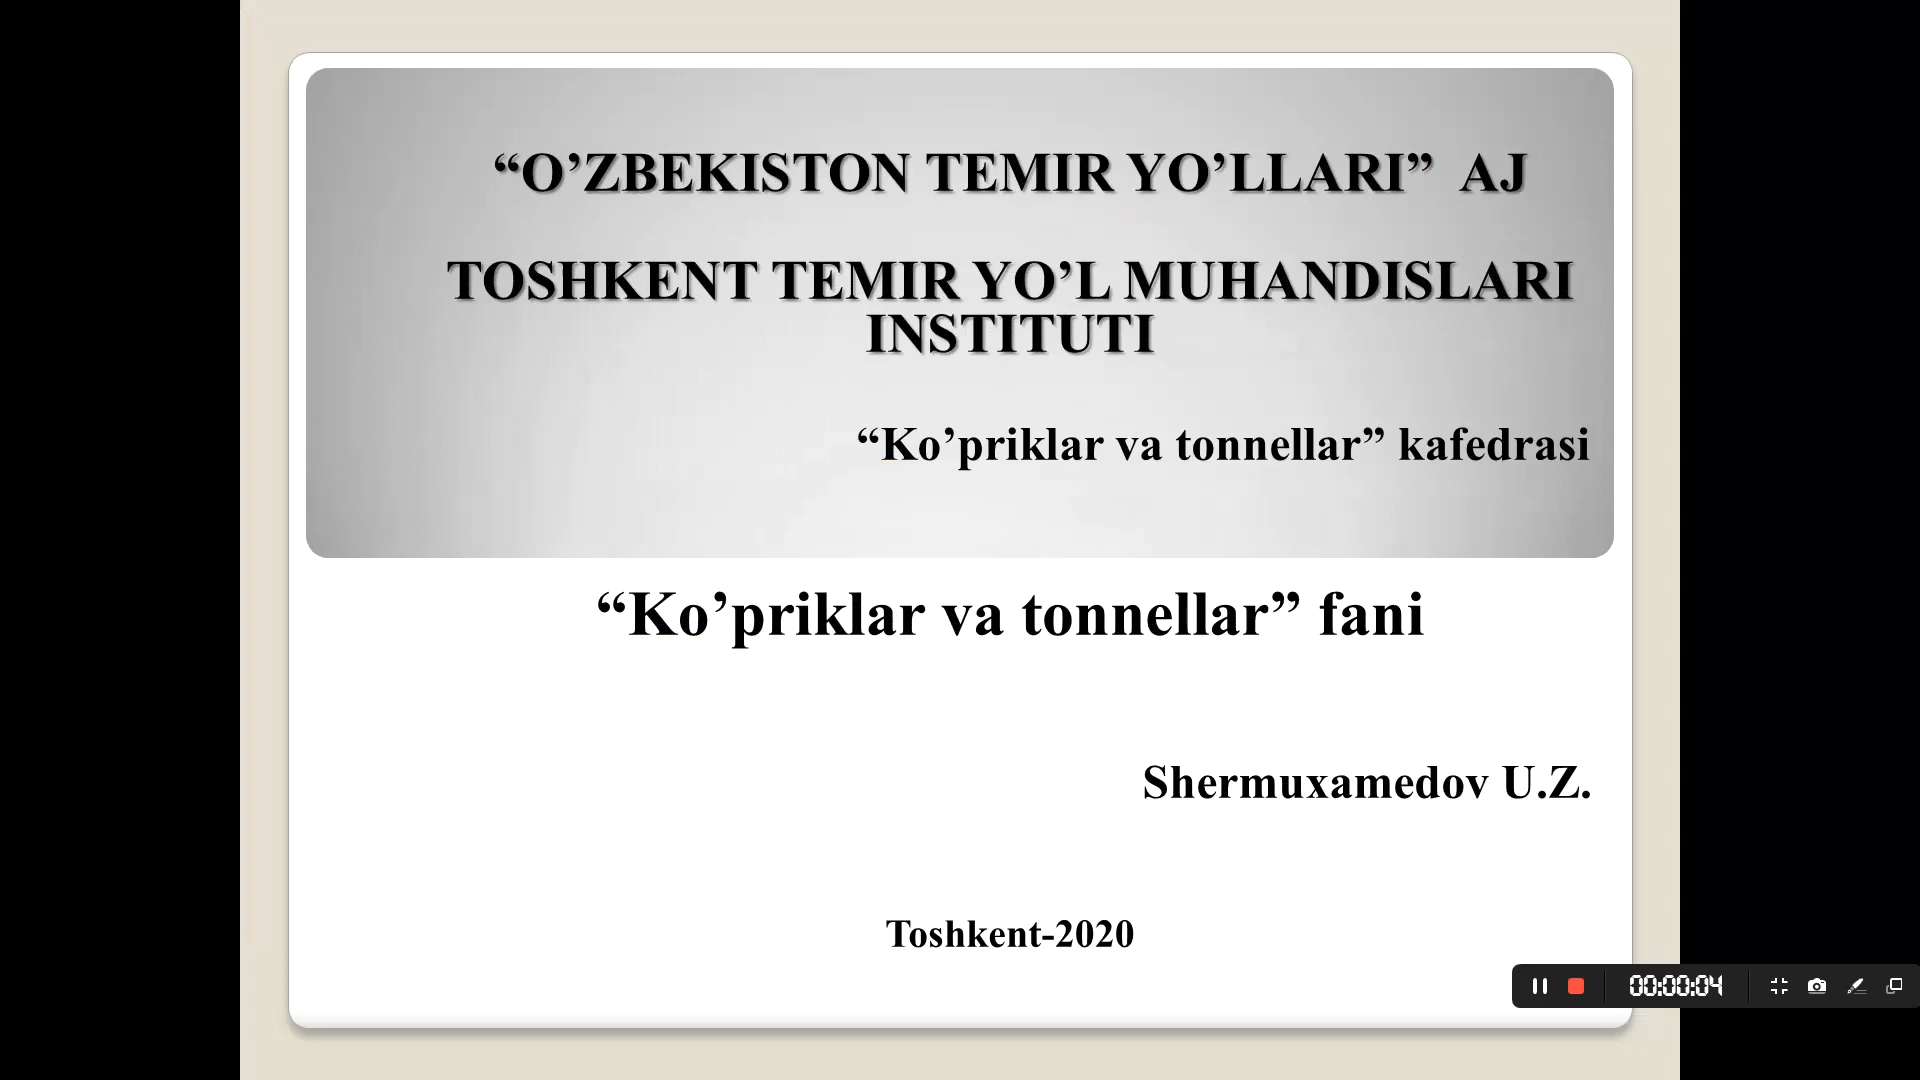 “O’ZBEKISTON TEMIR YO’LLARI” AJ
TOSHKENT TEMIR YO’L MUHANDISLARI
INSTITUTI
“Ko’priklar va tonnellar” kafedrasi
“Ko’priklar va tonnellar” fani
Shermuxamedov U.Z.
Toshkent-2020
00:00:04